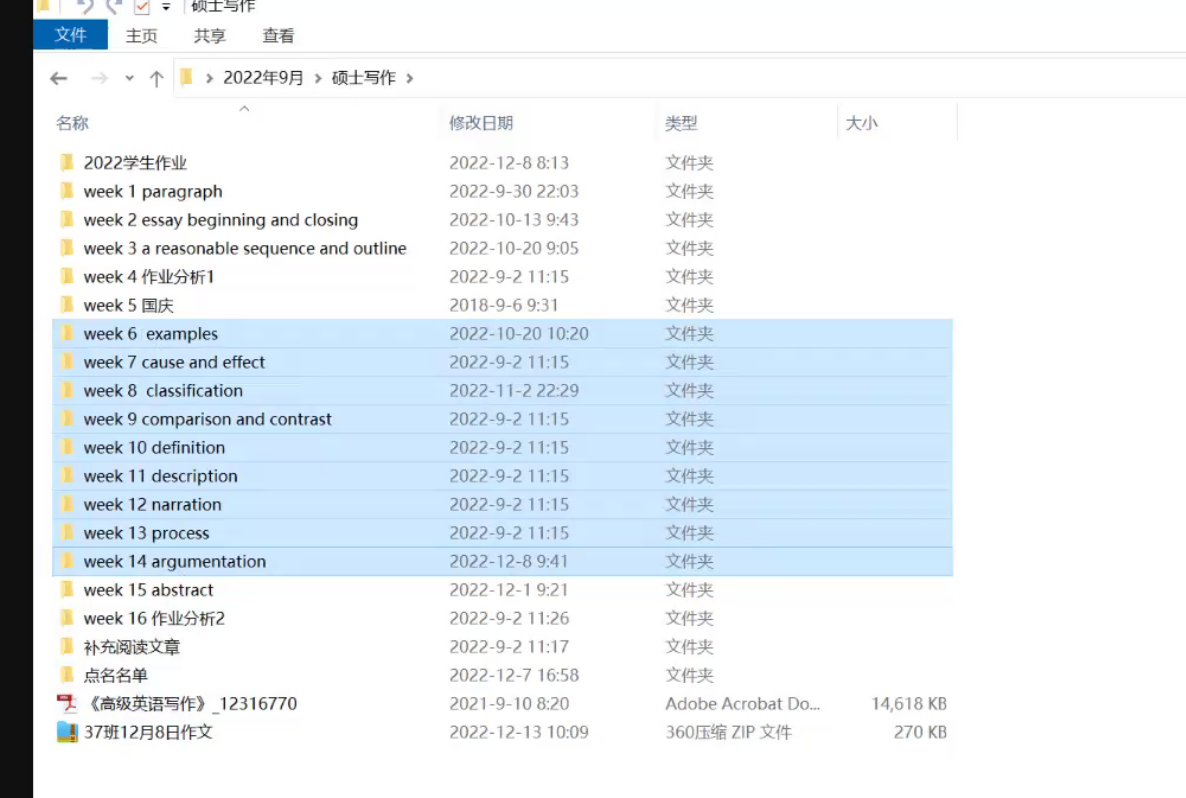 硕士写作
文件 主页 共享 查看
2022年9月 硕士写作
名称 修改日期 类型 大小
2022学生作业 2022-12-8 8:13 文件夹
week 1 paragraph 2022-9-30 22:03 文件夹
week 2 essay beginning and closing 2022-10-13 9:43 文件夹
week 3 a reasonable sequence and outline 2022-10-20 9:05 文件夹
week 4 作业分析1 2022-9-2 11:15 文件夹
week 5 国庆 2018-9-6 9:31 文件夹
week 6  examples 2022-10-20 10:20 文件夹
week 7 cause and effect 2022-9-2 11:15 文件夹
week 8  classification 2022-11-2 22:29 文件夹
week 9 comparison and contrast 2022-9-2 11:15 文件夹
week 10 definition 2022-9-2 11:15 文件夹
week 11 description 2022-9-2 11:15 文件夹
week 12 narration 2022-9-2 11:15 文件夹
week 13 process 2022-9-2 11:15 文件夹
week 14 argumentation 2022-12-8 9:41 文件夹
week 15 abstract 2022-12-1 9:21 文件夹
week 16 作业分析2 2022-9-2 11:26 文件夹
补充阅读文章 2022-9-2 11:17 文件夹
点名名单 2022-12-7 16:58 文件夹
《高级英语写作》_12316770 2021-9-10 8:20 Adobe Acrobat Do... 14,618 KB
37班12月8日作文 2022-12-13 10:09 360压缩 ZIP 文件 270 KB